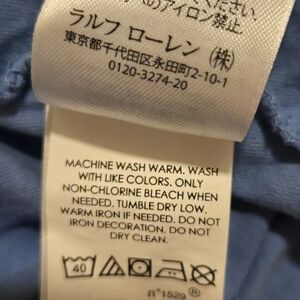 のアイロン禁止。
ラルフ ローレン（株）
東京都千代田区永田町2-10-1
0120-3274-20
MACHINE WASH WARM. WASH
WITH LIKE COLORS. ONLY
NON-CHLORINE BLEACH WHEN
NEEDED. TUMBLE DRY LOW.
WARM IRON IF NEEDED. DO NOT
IRON DECORATION. DO NOT
DRY CLEAN.
40
n°1529 ®